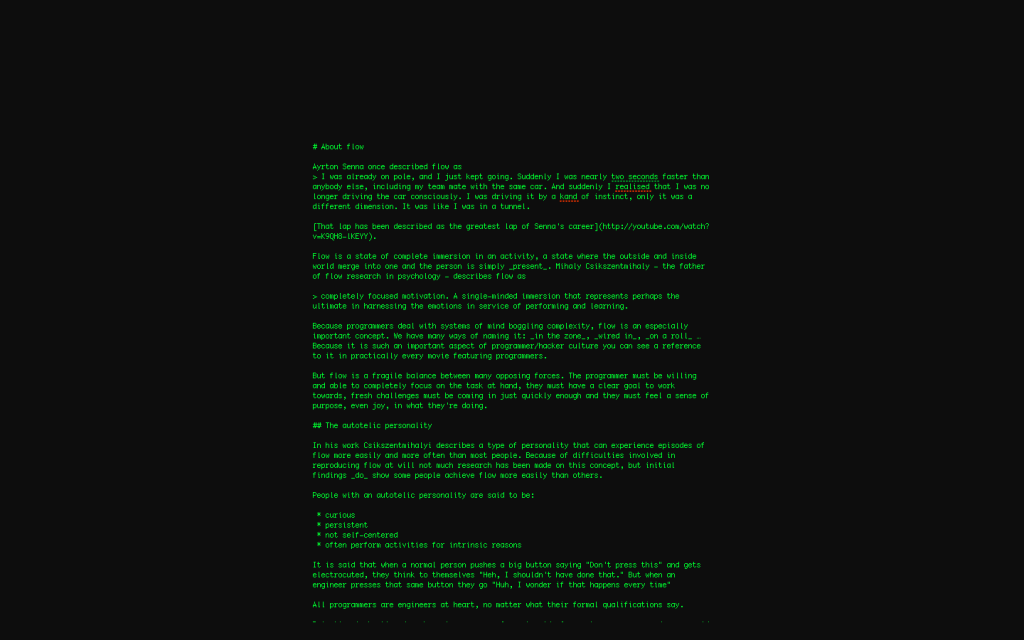 # About flow
Ayrton Senna once described flow as
> I was already on pole, and I just kept going. Suddenly I was nearly two seconds faster than
anybody else, including my team mate with the same car. And suddenly I realised that I was no
longer driving the car consciously. I was driving it by a kand of instinct, only it was a
different dimension. It was like I was in a tunnel.
[That lap has been described as the greatest lap of Senna's career](http://youtube.com/watch?
v=K9QH8-lKEYY).
Flow is a state of complete immersion in an activity, a state where the outside and inside
world merge into one and the person is simply _present_. Mihaly Csikszentmihaly - the father
of flow research in psychology - describes flow as
> completely focused motivation. A single-minded immersion that represents perhaps the
ultimate in harnessing the emotions in service of performing and learning.
Because programmers deal with systems of mind boggling complexity, flow is an especially
important concept. We have many ways of naming it: _in the zone_, _wired in_, _on a roll_ …
Because it is such an important aspect of programmer/hacker culture you can see a reference
to it in practically every movie featuring programmers.
But flow is a fragile balance between many opposing forces. The programmer must be willing
and able to completely focus on the task at hand, they must have a clear goal to work
towards, fresh challenges must be coming in just quickly enough and they must feel a sense of
purpose, even joy, in what they're doing.
## The autotelic personality
In his work Csikszentmihalyi describes a type of personality that can experience episodes of
flow more easily and more often than most people. Because of difficulties involved in
reproducing flow at will not much research has been made on this concept, but initial
findings _do_ show some people achieve flow more easily than others.
People with an autotelic personality are said to be:
* curious
* persistent
* not self-centered
* often perform activities for intrinsic reasons
It is said that when a normal person pushes a big button saying "Don't press this" and gets
electrocuted, they think to themselves "Heh, I shouldn't have done that." But when an
engineer presses that same button they go "Huh, I wonder if that happens every time"
All programmers are engineers at heart, no matter what their formal qualifications say.